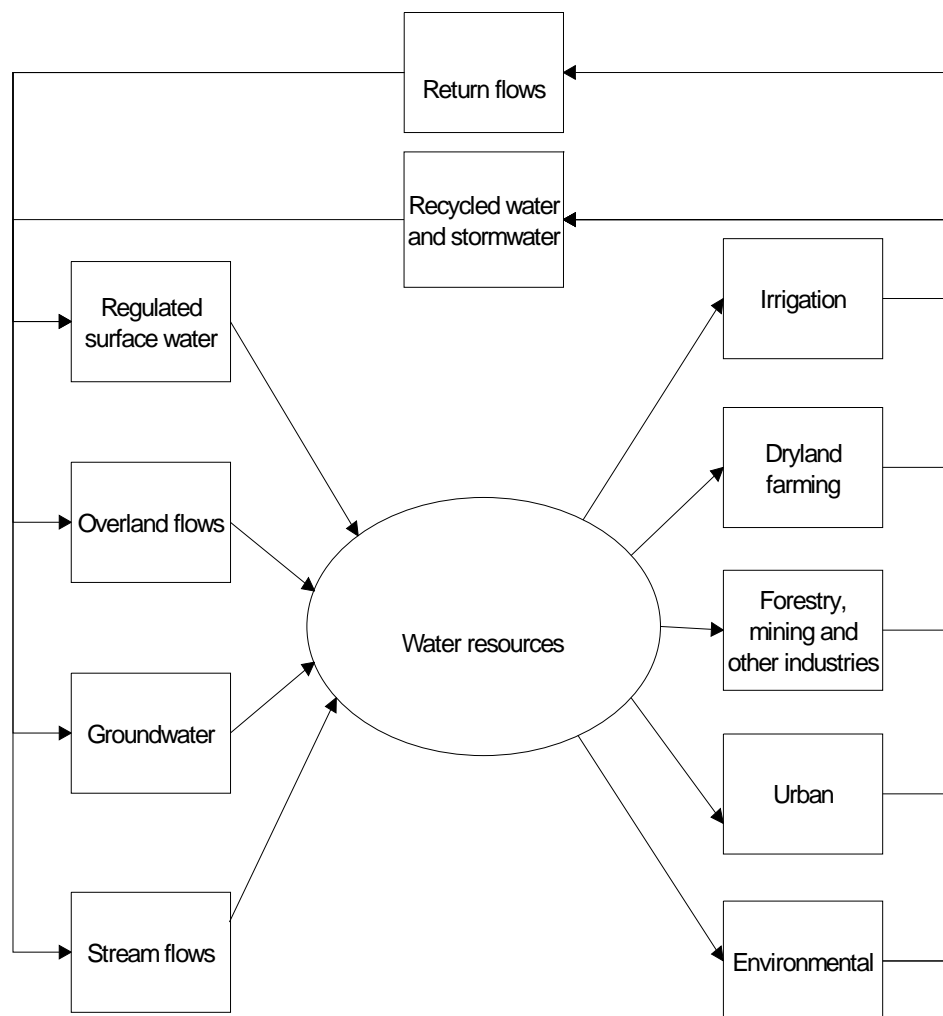 Return flows
Recycled water
and stormwater
Regulated
surface water
Irrigation
Overland flows
Dryland
farming
Water resources
Forestry,
mining and
other industries
Groundwater
Urban
Stream flows
Environmental